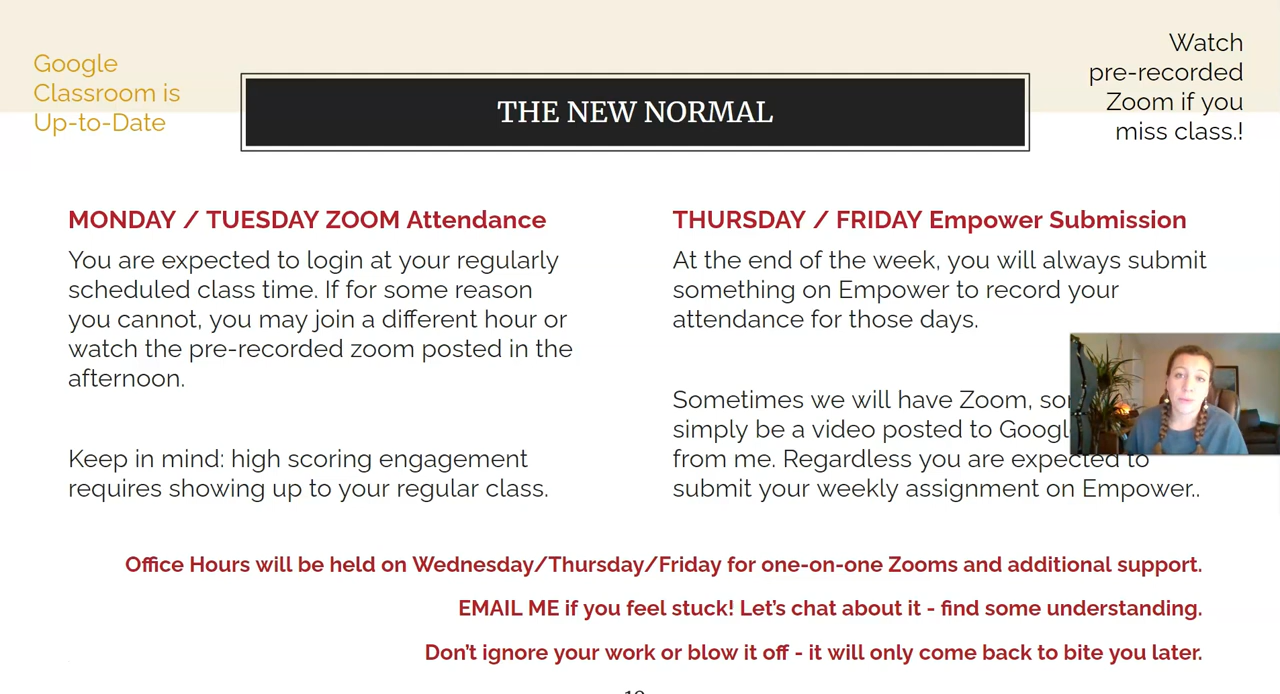 Google
Classroom is
Up-to-Date
THE NEW NORMAL
Watch
pre-recorded
Zoom if you
miss class.!
MONDAY / TUESDAY ZOOM Attendance
You are expected to login at your regularly
scheduled class time. If for some reason
you cannot, you may join a different hour or
watch the pre-recorded zoom posted in the
afternoon.
Keep in mind: high scoring engagement
requires showing up to your regular class.
THURSDAY / FRIDAY Empower Submission
At the end of the week, you will always submit
something on Empower to record your
attendance for those days.
Sometimes we will have Zoom,
simply be a video posted to
from me. Regardless you are expected to
submit your weekly assignment on Empower..
Office Hours will be held on Wednesday/Thursday/Friday for one-on-one Zooms and additional support.
EMAIL ME if you feel stuck! Let's chat about it - find some understanding.
Don't ignore your work or blow it off - it will only come back to bite you later.